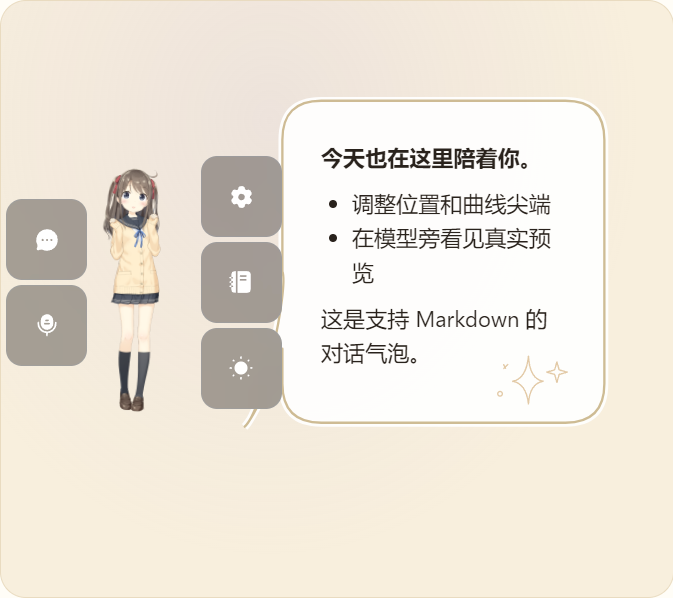 今天也在这里陪着你。
调整位置和曲线尖端
在模型旁看见真实预
览
这是支持 Markdown 的
对话气泡。